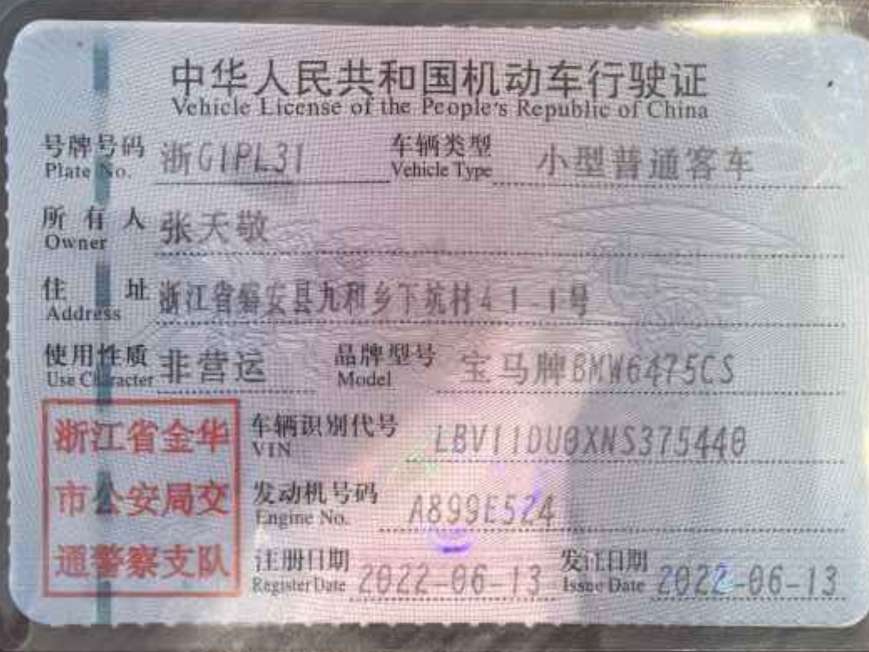 中华人民共和国机动车行驶证
Vehicle License of the People's Republic of China
号牌号码 浙G1PL31 车辆类型 小型普通客车
Plate No. Vehicle Type
所有人 张天敬
Owner
住址 浙江省磐安县九和乡下坑村41-1号
Address
使用性质 非营运 品牌型号 宝马牌BMW6475CS
Use Character Model
浙江省金华 车辆识别代号 LBV11DU0XNS375440
VIN
市公安局交 发动机号码 A899E524
Engine No.
通警察支队 注册日期 2022-06-13 发证日期 2022-06-13
Register Date Issue Date